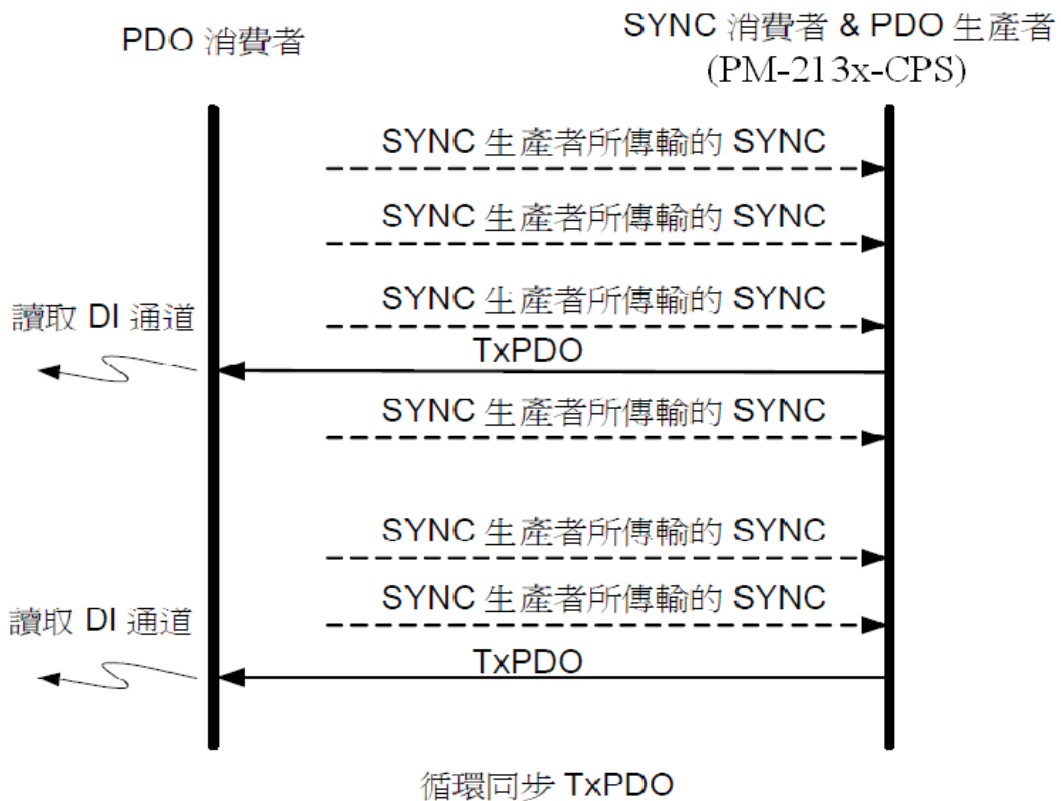 PDO 消費者
SYNC 消費者 & PDO 生產者
(PM-213x-CPS)
SYNC 生產者所傳輸的 SYNC
SYNC 生產者所傳輸的 SYNC
SYNC 生產者所傳輸的 SYNC
讀取 DI 通道
TxPDO
SYNC 生產者所傳輸的 SYNC
SYNC 生產者所傳輸的 SYNC
SYNC 生產者所傳輸的 SYNC
讀取 DI 通道
TxPDO
循環同步 TxPDO